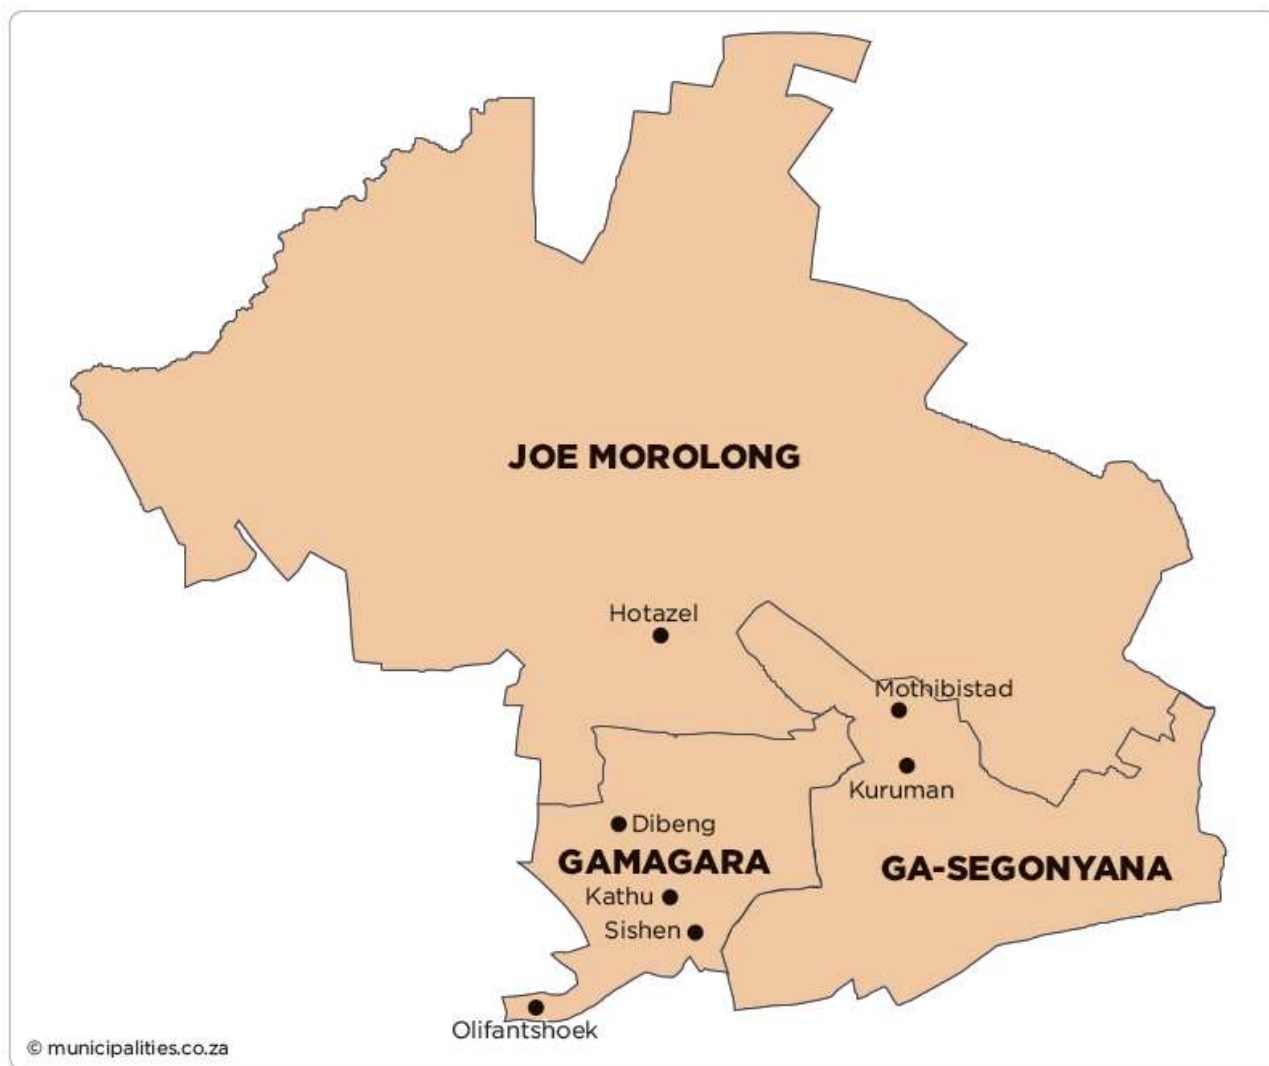 JOE MOROLONG
Hotazel
Mothibistad
Kuruman
Dibeng
GAMAGARA
GA-SEGONYANA
Kathu
Sishen
Olifantshoek
© municipalities.co.za